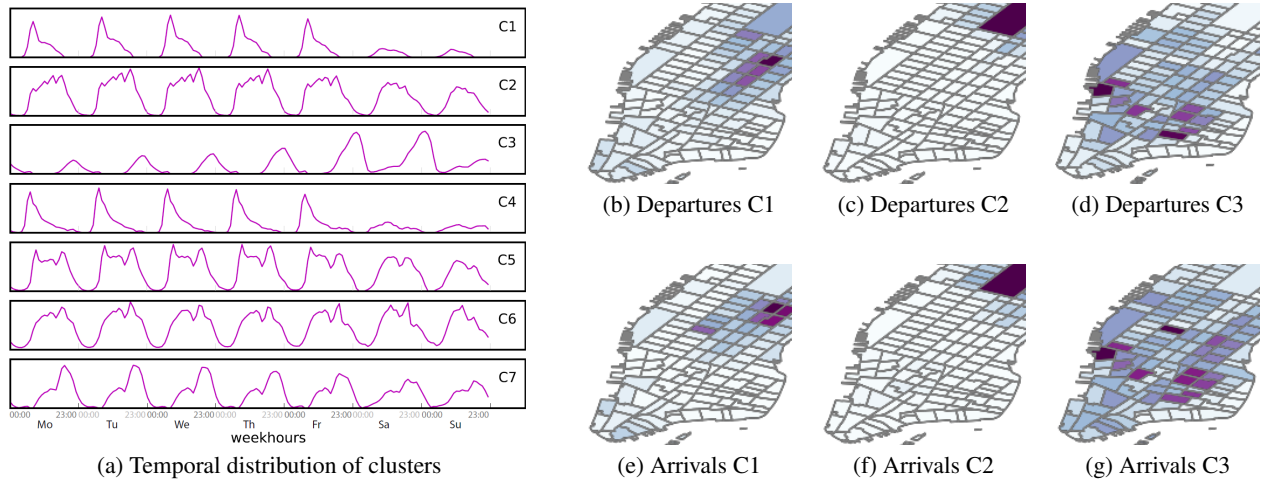 C1
C2
C3
C4
C5
C6
C7
00:00 23:00 00:00 23:00 00:00 23:00 00:00 23:00 00:00 23:00 00:00 23:00 00:00 23:00
Mo Tu We Th Fr Sa Su
weekhours
(a) Temporal distribution of clusters
(b) Departures C1
(c) Departures C2
(d) Departures C3
(e) Arrivals C1
(f) Arrivals C2
(g) Arrivals C3